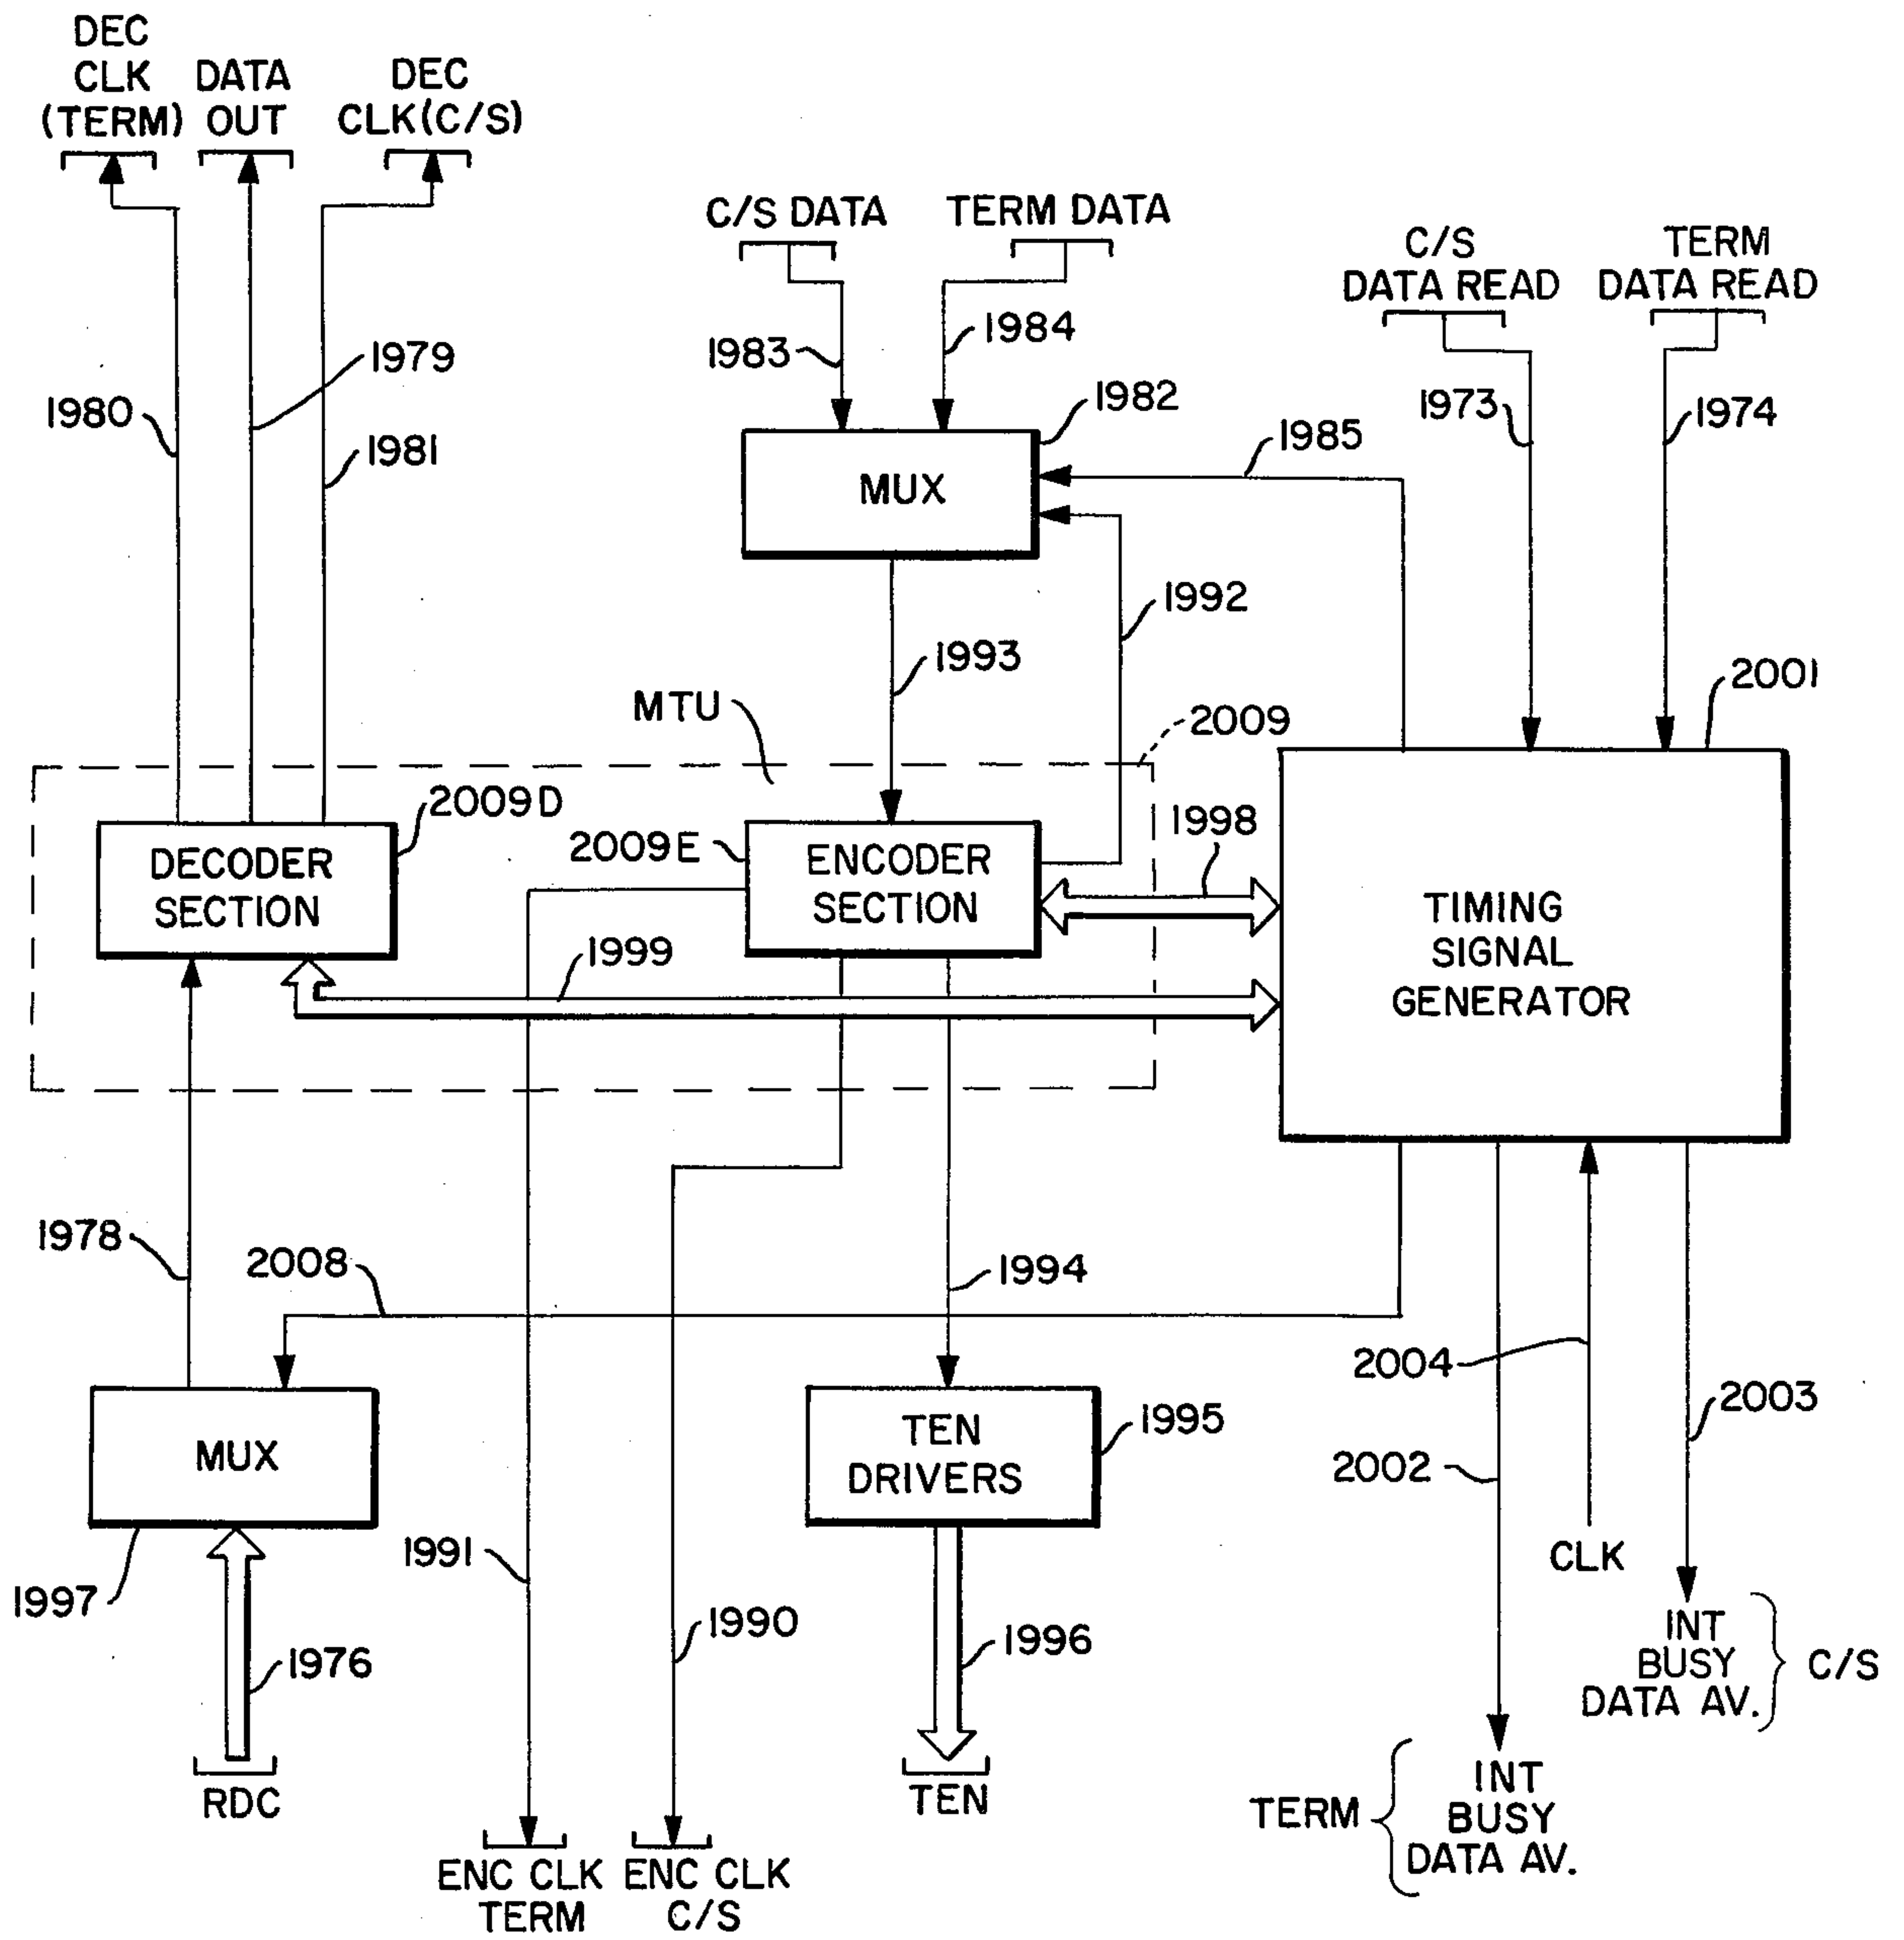 DEC
CLK
(TERM)
DATA
OUT
DEC
CLK(C/S)
C/S DATA
TERM DATA
C/S
DATA READ
TERM
DATA READ
1979
1980
1981
1983
1984
1982
1985
1973
1974
MUX
1992
1993
MTU
2009
2001
2009D
DECODER
SECTION
2009E
ENCODER
SECTION
1998
1999
TIMING
SIGNAL
GENERATOR
1978
2008
1994
2004
2003
MUX
TEN
DRIVERS
1995
2002
1991
CLK
1997
1990
1976
1996
INT
BUSY
DATA AV.
C/S
RDC
TEN
TERM
INT
BUSY
DATA AV.
ENC CLK
TERM
ENC CLK
C/S